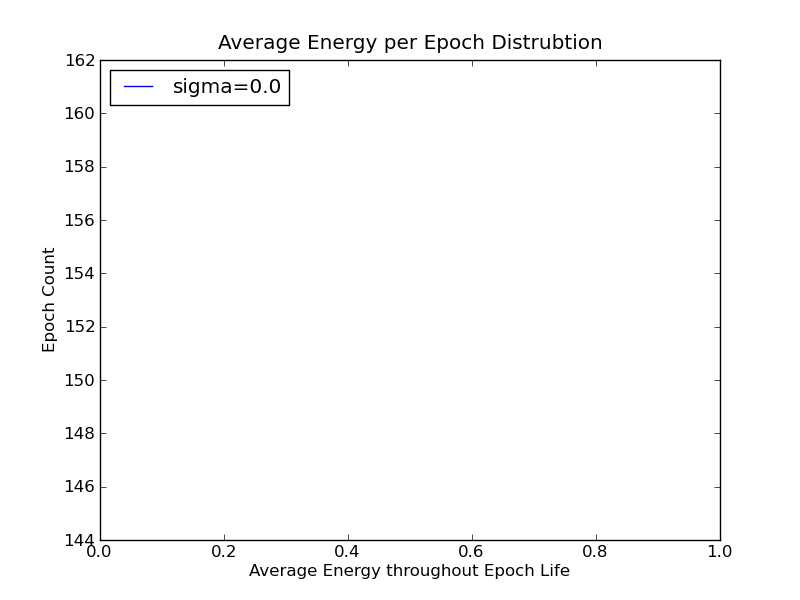 Average Energy per Epoch Distrubtion
sigma=0.0
162
160
158
156
154
152
150
148
146
144
Epoch Count
0.0 0.2 0.4 0.6 0.8 1.0
Average Energy throughout Epoch Life